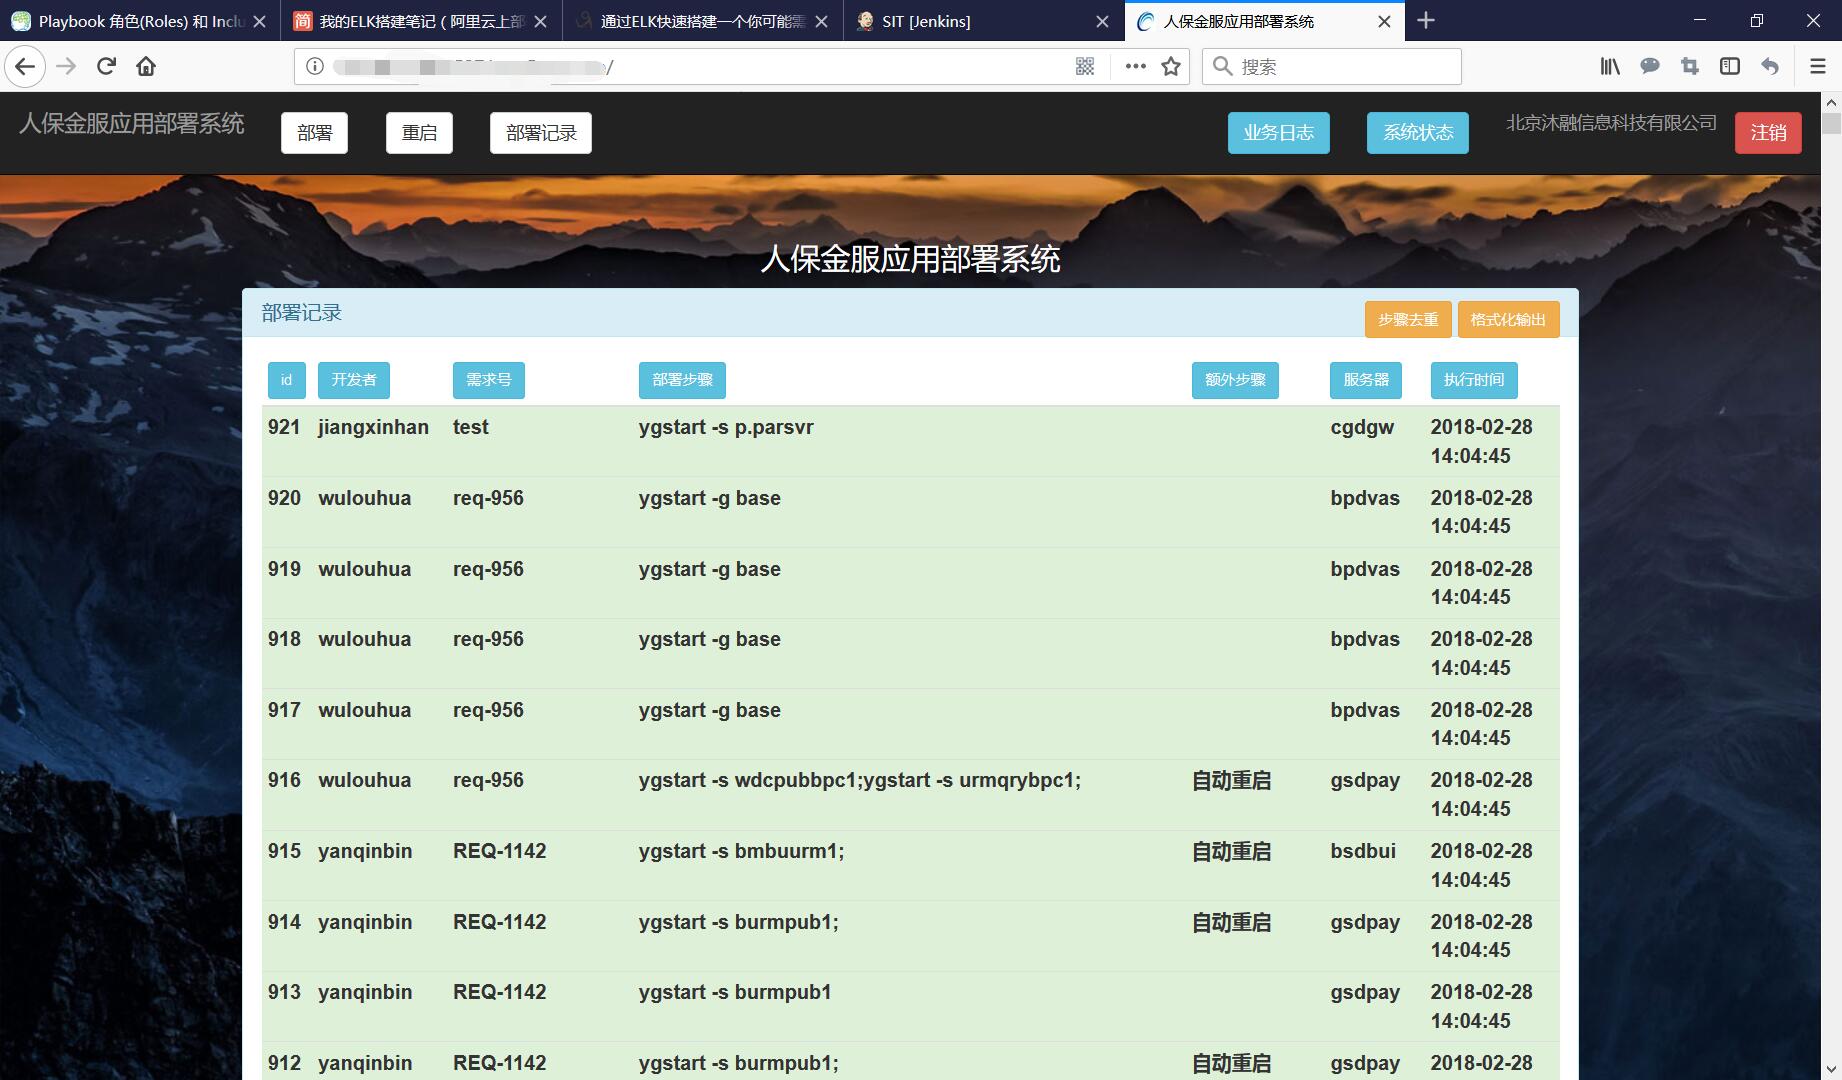 Playbook 角色(Roles) 和 Inclu
我的ELK搭建笔记（阿里云上部
通过ELK快速搭建一个你可能需
SIT [Jenkins]
人保金服应用部署系统
/
搜索
人保金服应用部署系统
部署
重启
部署记录
业务日志
系统状态
北京沐融信息科技有限公司
注销
人保金服应用部署系统
部署记录
步骤去重
格式化输出
id 开发者 需求号 部署步骤 额外步骤 服务器 执行时间
921 jiangxinhan test ygstart -s p.parsvr cgdgw 2018-02-28
14:04:45
920 wulouhua req-956 ygstart -g base bpdvas 2018-02-28
14:04:45
919 wulouhua req-956 ygstart -g base bpdvas 2018-02-28
14:04:45
918 wulouhua req-956 ygstart -g base bpdvas 2018-02-28
14:04:45
917 wulouhua req-956 ygstart -g base bpdvas 2018-02-28
14:04:45
916 wulouhua req-956 ygstart -s wdcpubbpc1;ygstart -s urmqrybpc1; 自动重启 gsdpay 2018-02-28
14:04:45
915 yanqinbin REQ-1142 ygstart -s bmbuurm1; 自动重启 bsdbui 2018-02-28
14:04:45
914 yanqinbin REQ-1142 ygstart -s burmpub1; 自动重启 gsdpay 2018-02-28
14:04:45
913 yanqinbin REQ-1142 ygstart -s burmpub1 gsdpay 2018-02-28
14:04:45
912 yanqinbin REQ-1142 ygstart -s burmpub1; 自动重启 gsdpay 2018-02-28